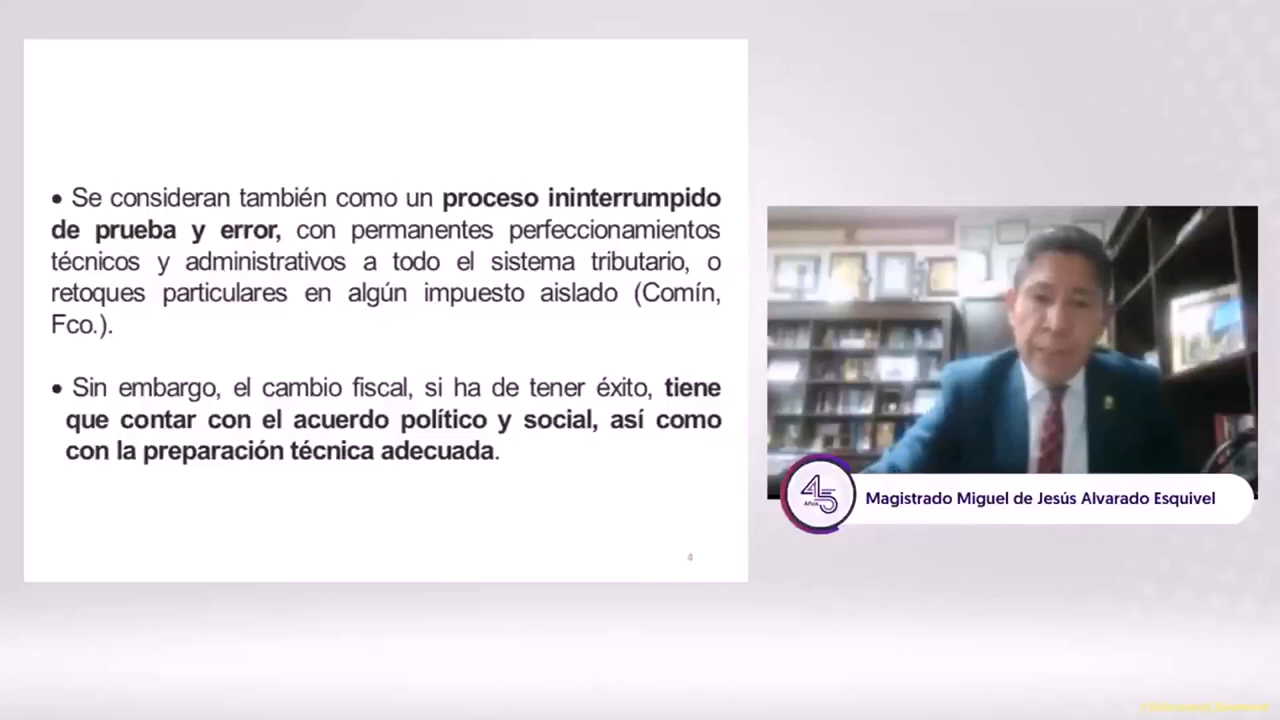 • Se consideran también como un proceso ininterrumpido
de prueba y error, con permanentes perfeccionamientos
técnicos y administrativos a todo el sistema tributario, o
retoques particulares en algún impuesto aislado (Comín,
Fco.).
• Sin embargo, el cambio fiscal, si ha de tener éxito, tiene
que contar con el acuerdo político y social, así como
con la preparación técnica adecuada.
4
45
Años
Magistrado Miguel de Jesús Alvarado Esquivel